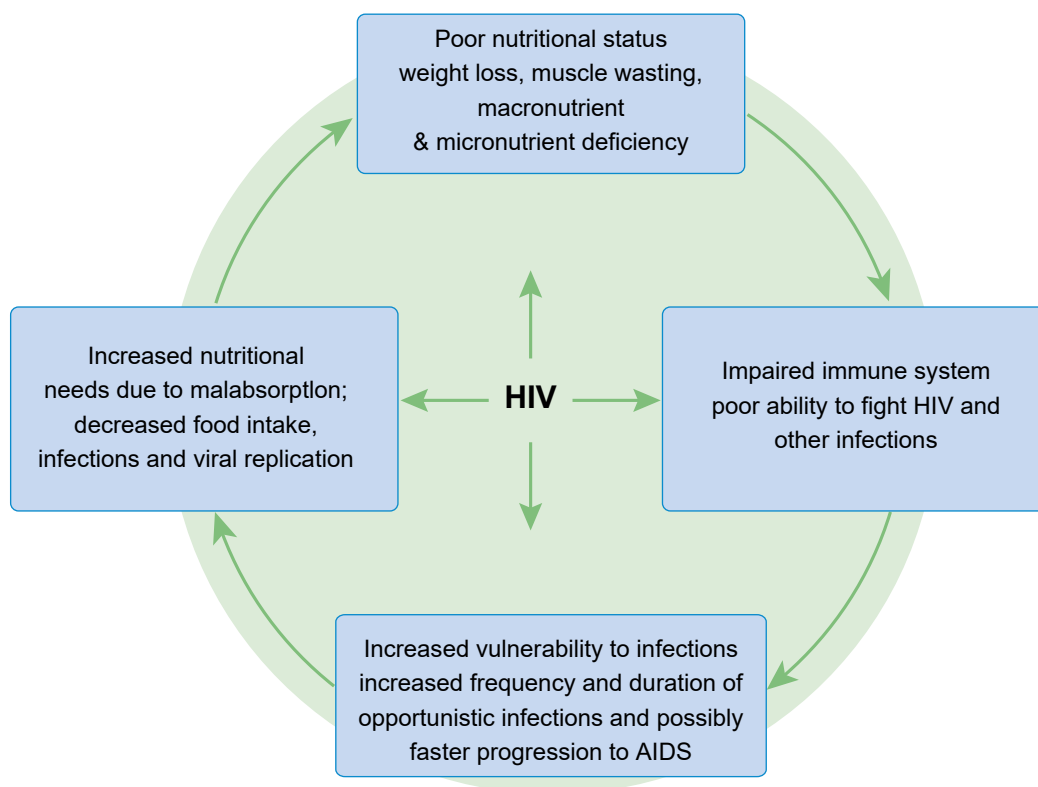 Poor nutritional status
weight loss, muscle wasting,
macronutrient
& micronutrient deficiency
Increased nutritional
needs due to malabsorptlon;
decreased food intake,
infections and viral replication
HIV
Impaired immune system
poor ability to fight HIV and
other infections
Increased vulnerability to infections
increased frequency and duration of
opportunistic infections and possibly
faster progression to AIDS